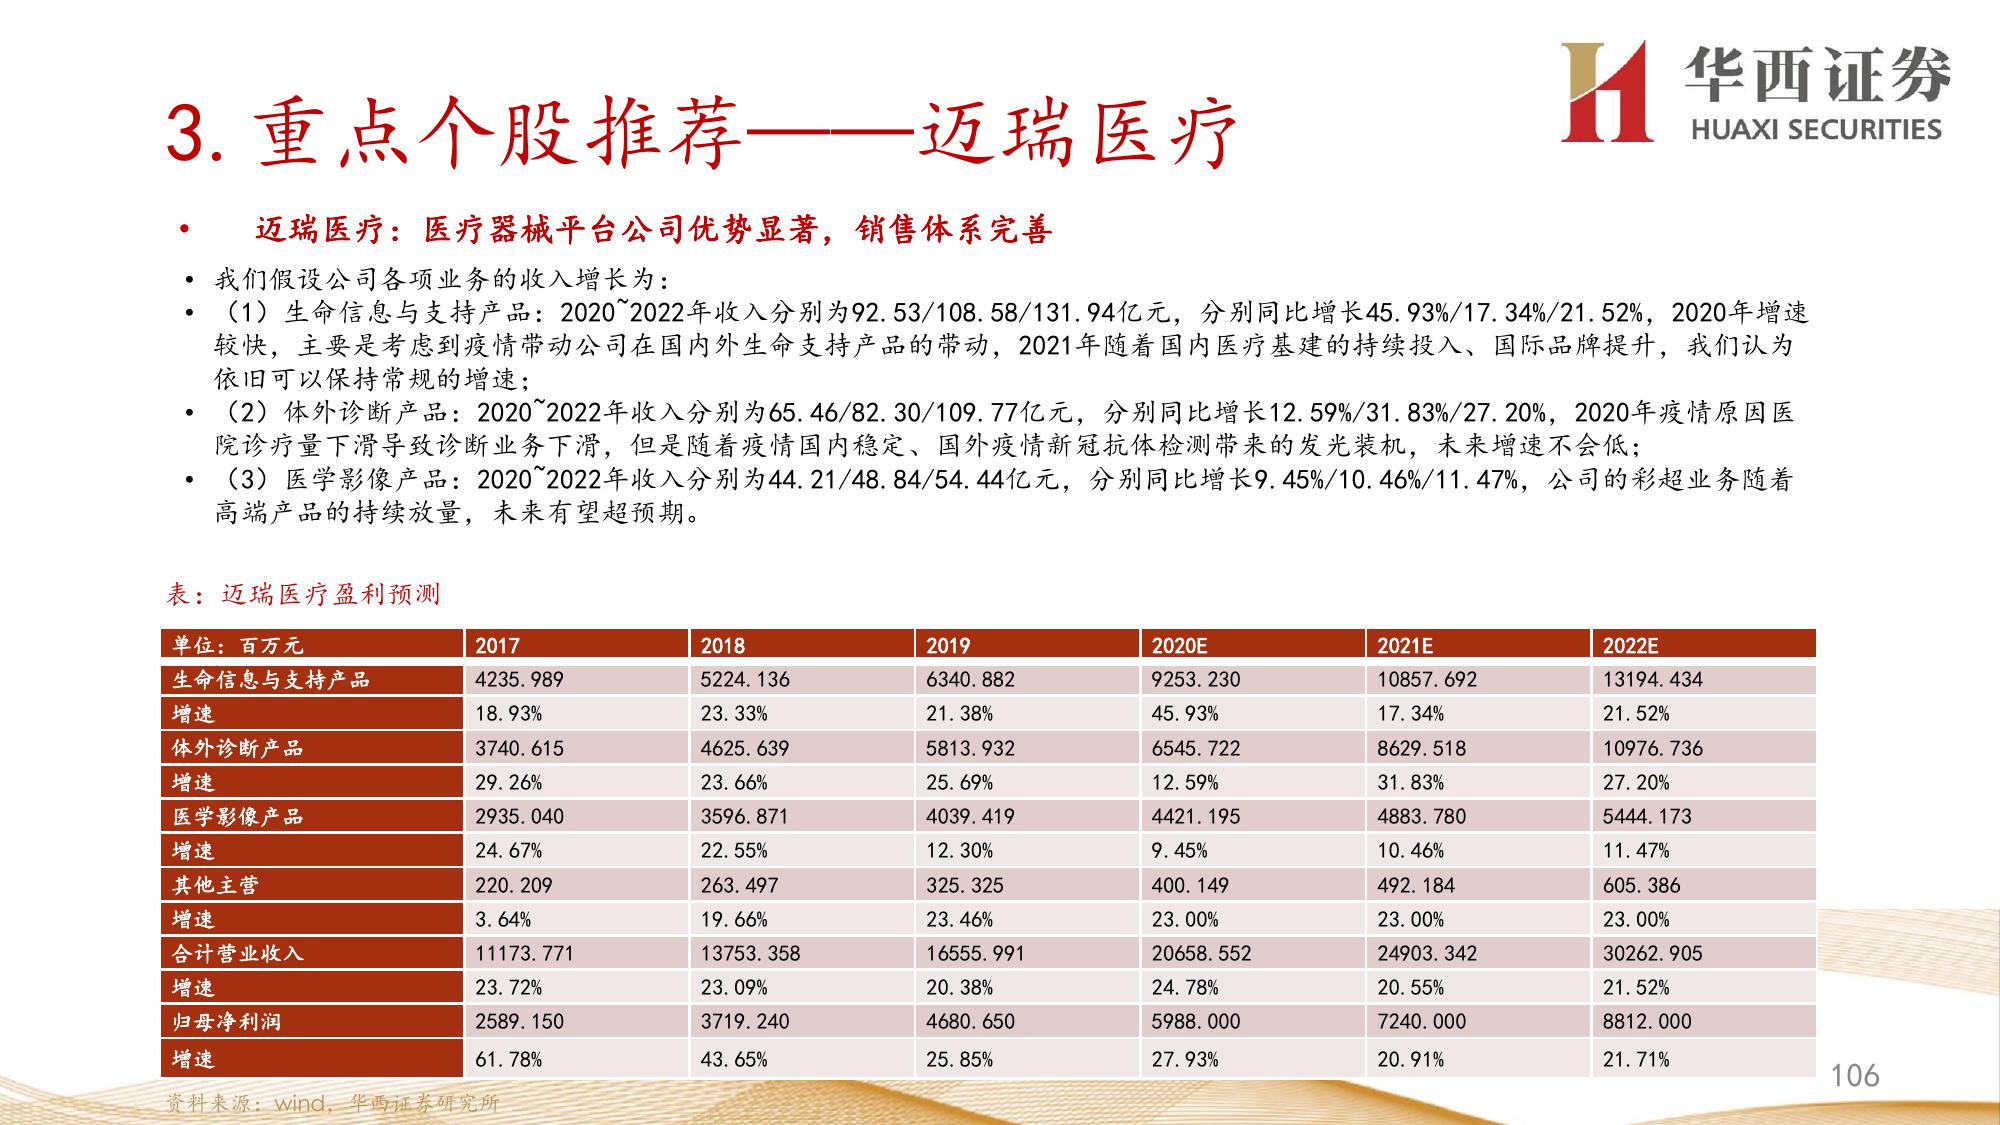 华西证券
HUAXI SECURITIES
3. 重点个股推荐——迈瑞医疗
• 迈瑞医疗：医疗器械平台公司优势显著，销售体系完善
• 我们假设公司各项业务的收入增长为：
• （1）生命信息与支持产品：2020~2022年收入分别为92.53/108.58/131.94亿元，分别同比增长45.93%/17.34%/21.52%，2020年增速
较快，主要是考虑到疫情带动公司在国内外生命支持产品的带动，2021年随着国内医疗基建的持续投入、国际品牌提升，我们认为
依旧可以保持常规的增速；
• （2）体外诊断产品：2020~2022年收入分别为65.46/82.30/109.77亿元，分别同比增长12.59%/31.83%/27.20%，2020年疫情原因医
院诊疗量下滑导致诊断业务下滑，但是随着疫情国内稳定、国外疫情新冠抗体检测带来的发光装机，未来增速不会低；
• （3）医学影像产品：2020~2022年收入分别为44.21/48.84/54.44亿元，分别同比增长9.45%/10.46%/11.47%，公司的彩超业务随着
高端产品的持续放量，未来有望超预期。
表：迈瑞医疗盈利预测
单位：百万元 2017 2018 2019 2020E 2021E 2022E
生命信息与支持产品 4235.989 5224.136 6340.882 9253.230 10857.692 13194.434
增速 18.93% 23.33% 21.38% 45.93% 17.34% 21.52%
体外诊断产品 3740.615 4625.639 5813.932 6545.722 8629.518 10976.736
增速 29.26% 23.66% 25.69% 12.59% 31.83% 27.20%
医学影像产品 2935.040 3596.871 4039.419 4421.195 4883.780 5444.173
增速 24.67% 22.55% 12.30% 9.45% 10.46% 11.47%
其他主营 220.209 263.497 325.325 400.149 492.184 605.386
增速 3.64% 19.66% 23.46% 23.00% 23.00% 23.00%
合计营业收入 11173.771 13753.358 16555.991 20658.552 24903.342 30262.905
增速 23.72% 23.09% 20.38% 24.78% 20.55% 21.52%
归母净利润 2589.150 3719.240 4680.650 5988.000 7240.000 8812.000
增速 61.78% 43.65% 25.85% 27.93% 20.91% 21.71%
资料来源：wind，华西证券研究所
106